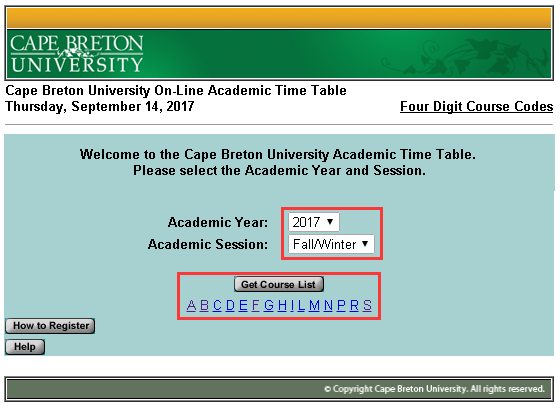 CAPE BRETON
UNIVERSITY
Cape Breton University On-Line Academic Time Table
Thursday, September 14, 2017
Four Digit Course Codes
Welcome to the Cape Breton University Academic Time Table.
Please select the Academic Year and Session.
Academic Year: 2017
Academic Session: Fall/Winter
Get Course List
A B C D E F G H I L M N P R S
How to Register
Help
© Copyright Cape Breton University. All rights reserved.